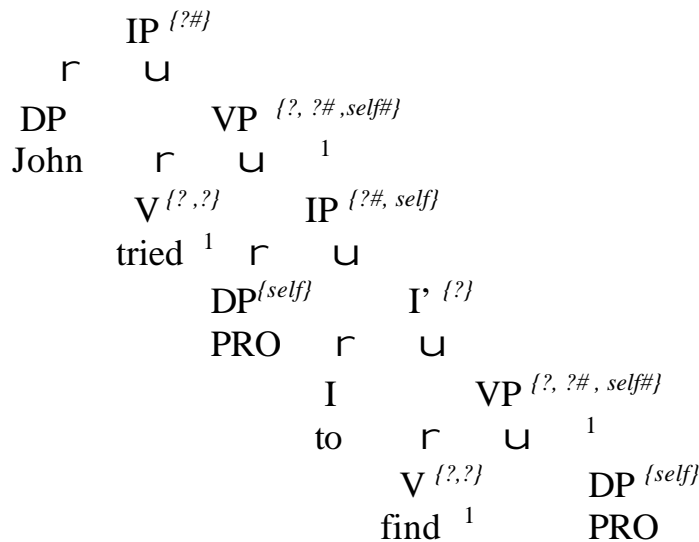 IP {?#}
r u
DP VP {?, ?# ,self#}
John r u 1
V {? ,?} IP {?#, self}
tried 1 r u
DP{self} I' {?}
PRO r u
I VP {?, ?# , self#}
to r u 1
V {?,?} DP {self}
find 1 PRO